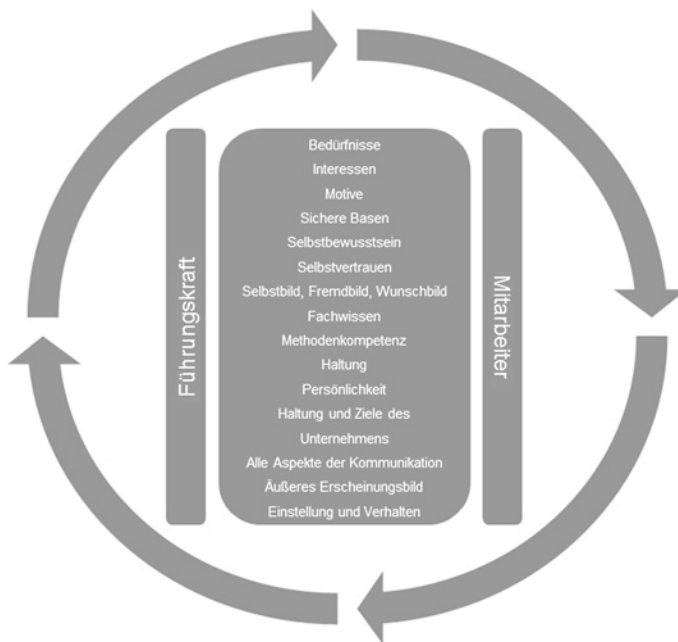 Führungskraft
Bedürfnisse
Interessen
Motive
Sichere Basen
Selbstbewusstsein
Selbstvertrauen
Selbstbild, Fremdbild, Wunschbild
Fachwissen
Methodenkompetenz
Haltung
Persönlichkeit
Haltung und Ziele des
Unternehmens
Alle Aspekte der Kommunikation
Äußeres Erscheinungsbild
Einstellung und Verhalten
Mitarbeiter